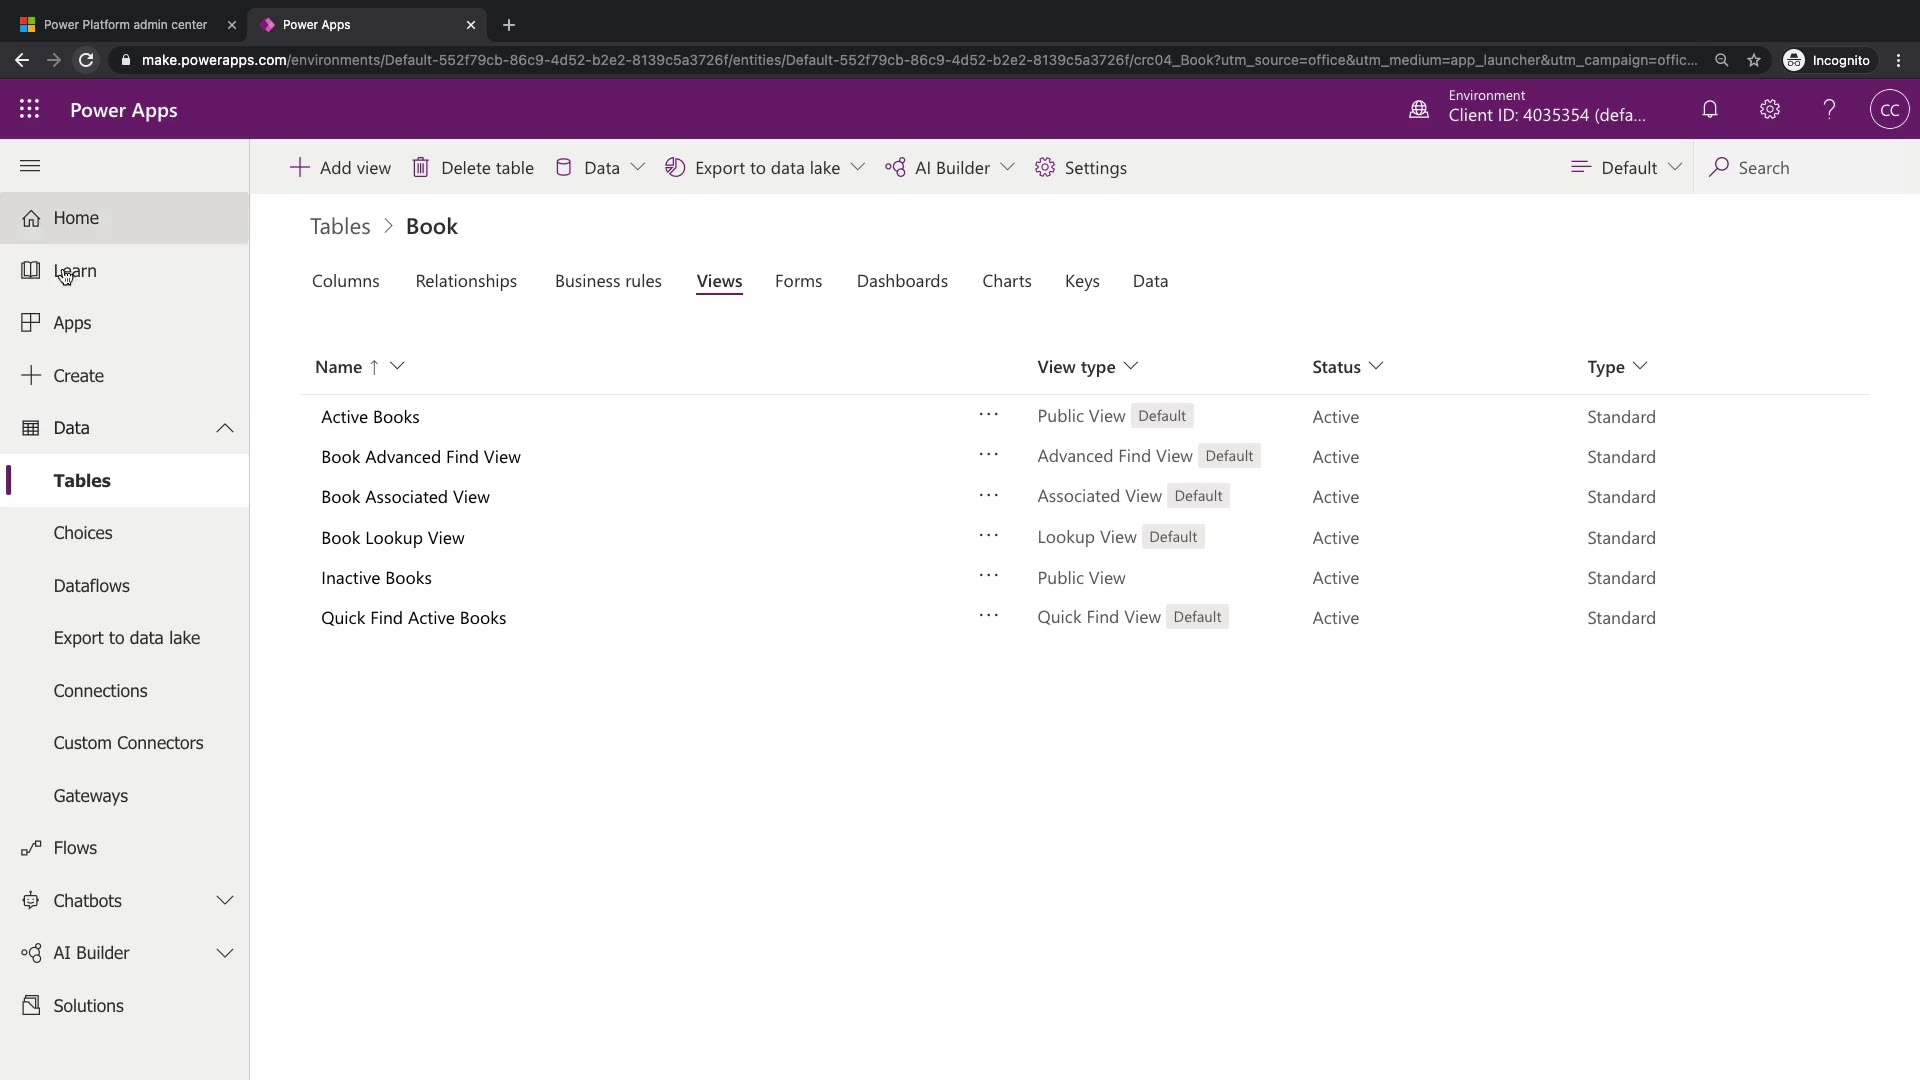 Power Platform admin center
Power Apps
make.powerapps.com/environments/Default-552f79cb-86c9-4d52-b2e2-8139c5a3726f/entities/Default-552f79cb-86c9-4d52-b2e2-8139c5a3726f/crc04_Book?utm_source=office&utm_medium=app_launcher&utm_campaign=offic...
Incognito
Power Apps
Environment
Client ID: 4035354 (defa...
?
CC
Add view
Delete table
Data
Export to data lake
AI Builder
Settings
Default
Search
Home
Learn
Apps
Create
Data
Tables
Choices
Dataflows
Export to data lake
Connections
Custom Connectors
Gateways
Flows
Chatbots
AI Builder
Solutions
Tables > Book
Columns Relationships Business rules Views Forms Dashboards Charts Keys Data
Name View type Status Type
Active Books ... Public View Default Active Standard
Book Advanced Find View ... Advanced Find View Default Active Standard
Book Associated View ... Associated View Default Active Standard
Book Lookup View ... Lookup View Default Active Standard
Inactive Books ... Public View Active Standard
Quick Find Active Books ... Quick Find View Default Active Standard